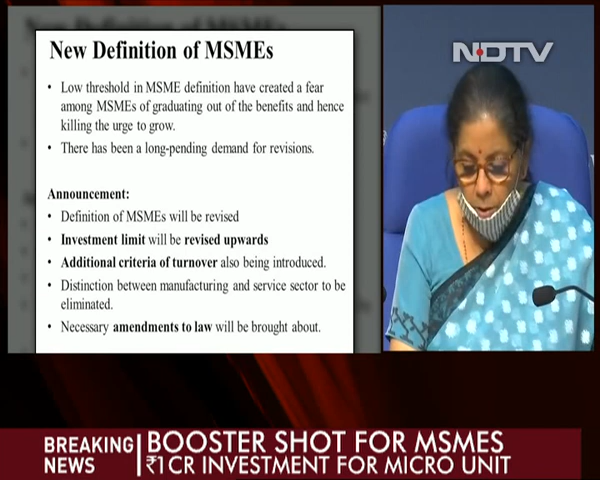 New Definition of MSMEs
NDTV
• Low threshold in MSME definition have created a fear
among MSMEs of graduating out of the benefits and hence
killing the urge to grow.
• There has been a long-pending demand for revisions.
Announcement:
• Definition of MSMEs will be revised
• Investment limit will be revised upwards
• Additional criteria of turnover also being introduced.
• Distinction between manufacturing and service sector to be
eliminated.
• Necessary amendments to law will be brought about.
BREAKING
NEWS
BOOSTER SHOT FOR MSMES
₹1 CR INVESTMENT FOR MICRO UNIT